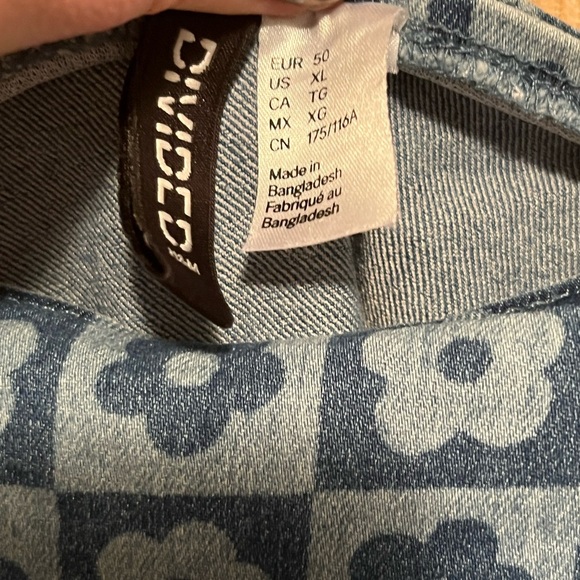 DIVIDED
H&M
EUR 50
US XL
CA TG
MX XG
CN 175/116A
Made in
Bangladesh
Fabriqué au
Bangladesh